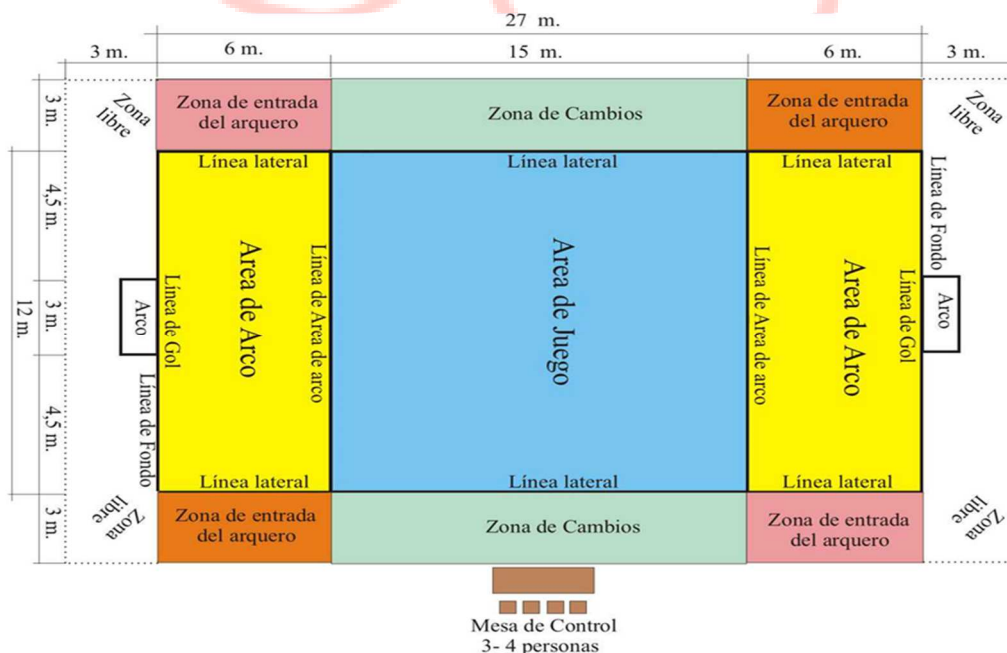 27 m.
3 m.
6 m.
15 m.
6 m.
3 m.
3 m.
Zona libre
Zona de entrada
del arquero
Zona de Cambios
Zona de entrada
del arquero
Zona libre
Línea lateral
Línea lateral
Línea lateral
4,5 m.
3 m.
12 m.
4,5 m.
3 m.
Arco
Línea de Gol
Línea de Fondo
Area de Arco
Línea de Area de arco
Area de Juego
Línea de Area de arco
Area de Arco
Línea de Gol
Línea de Fondo
Arco
Línea lateral
Línea lateral
Línea lateral
Zona libre
Zona de entrada
del arquero
Zona de Cambios
Zona de entrada
del arquero
Zona libre
Mesa de Control
3- 4 personas